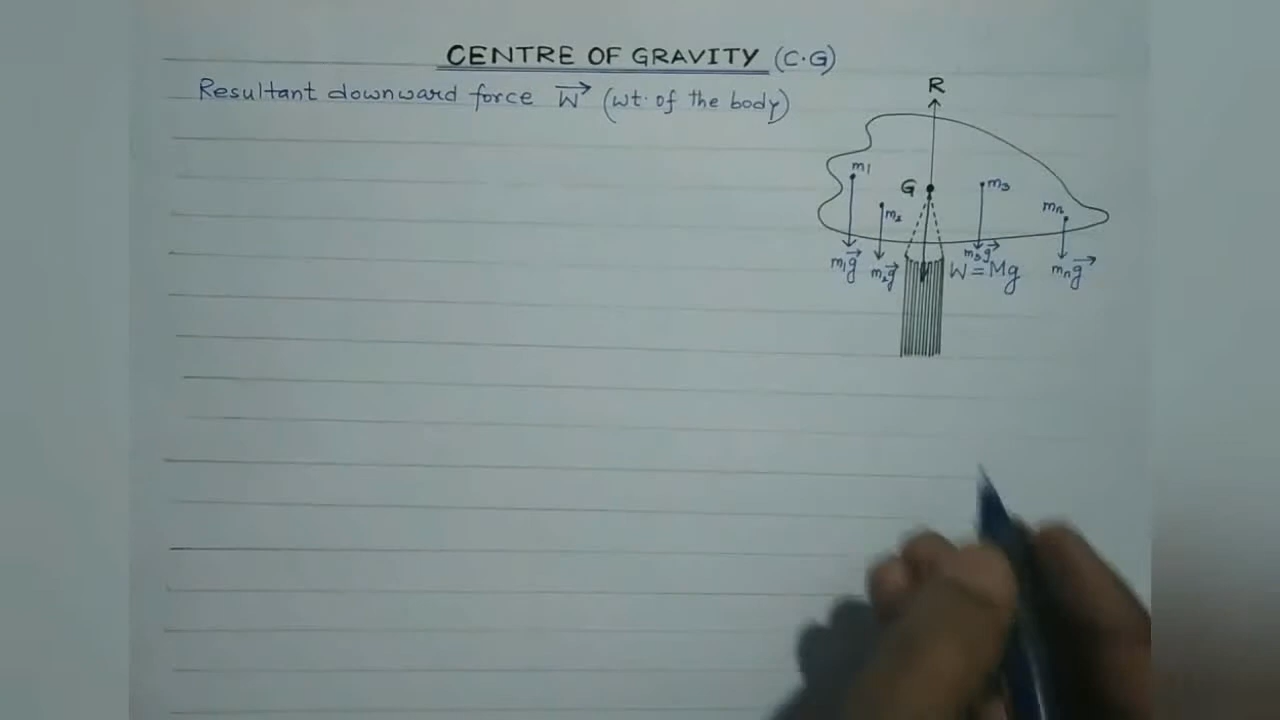 CENTRE OF GRAVITY (C.G)
Resultant downward force W⃗ (wt. of the body)
R
m1
G
m3
m2
mn
m1g⃗
m2g⃗
m3g⃗
W = Mg
mng⃗